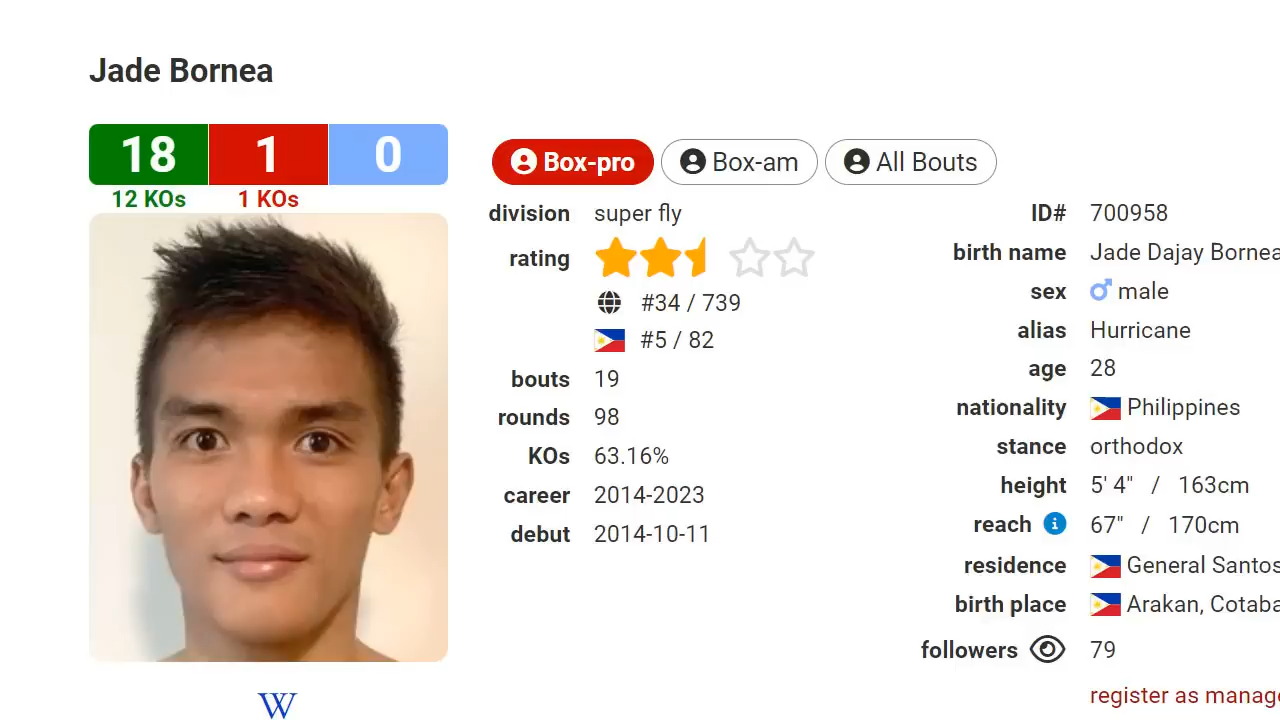 Jade Bornea
18 1 0
12 KOs 1 KOs
Box-pro Box-am All Bouts
division super fly
rating
#34 / 739
#5 / 82
bouts 19
rounds 98
KOs 63.16%
career 2014-2023
debut 2014-10-11
ID# 700958
birth name Jade Dajay Bornea
sex male
alias Hurricane
age 28
nationality Philippines
stance orthodox
height 5' 4" / 163cm
reach 67" / 170cm
residence General Santos
birth place Arakan, Cotaba
followers 79
register as manage
W